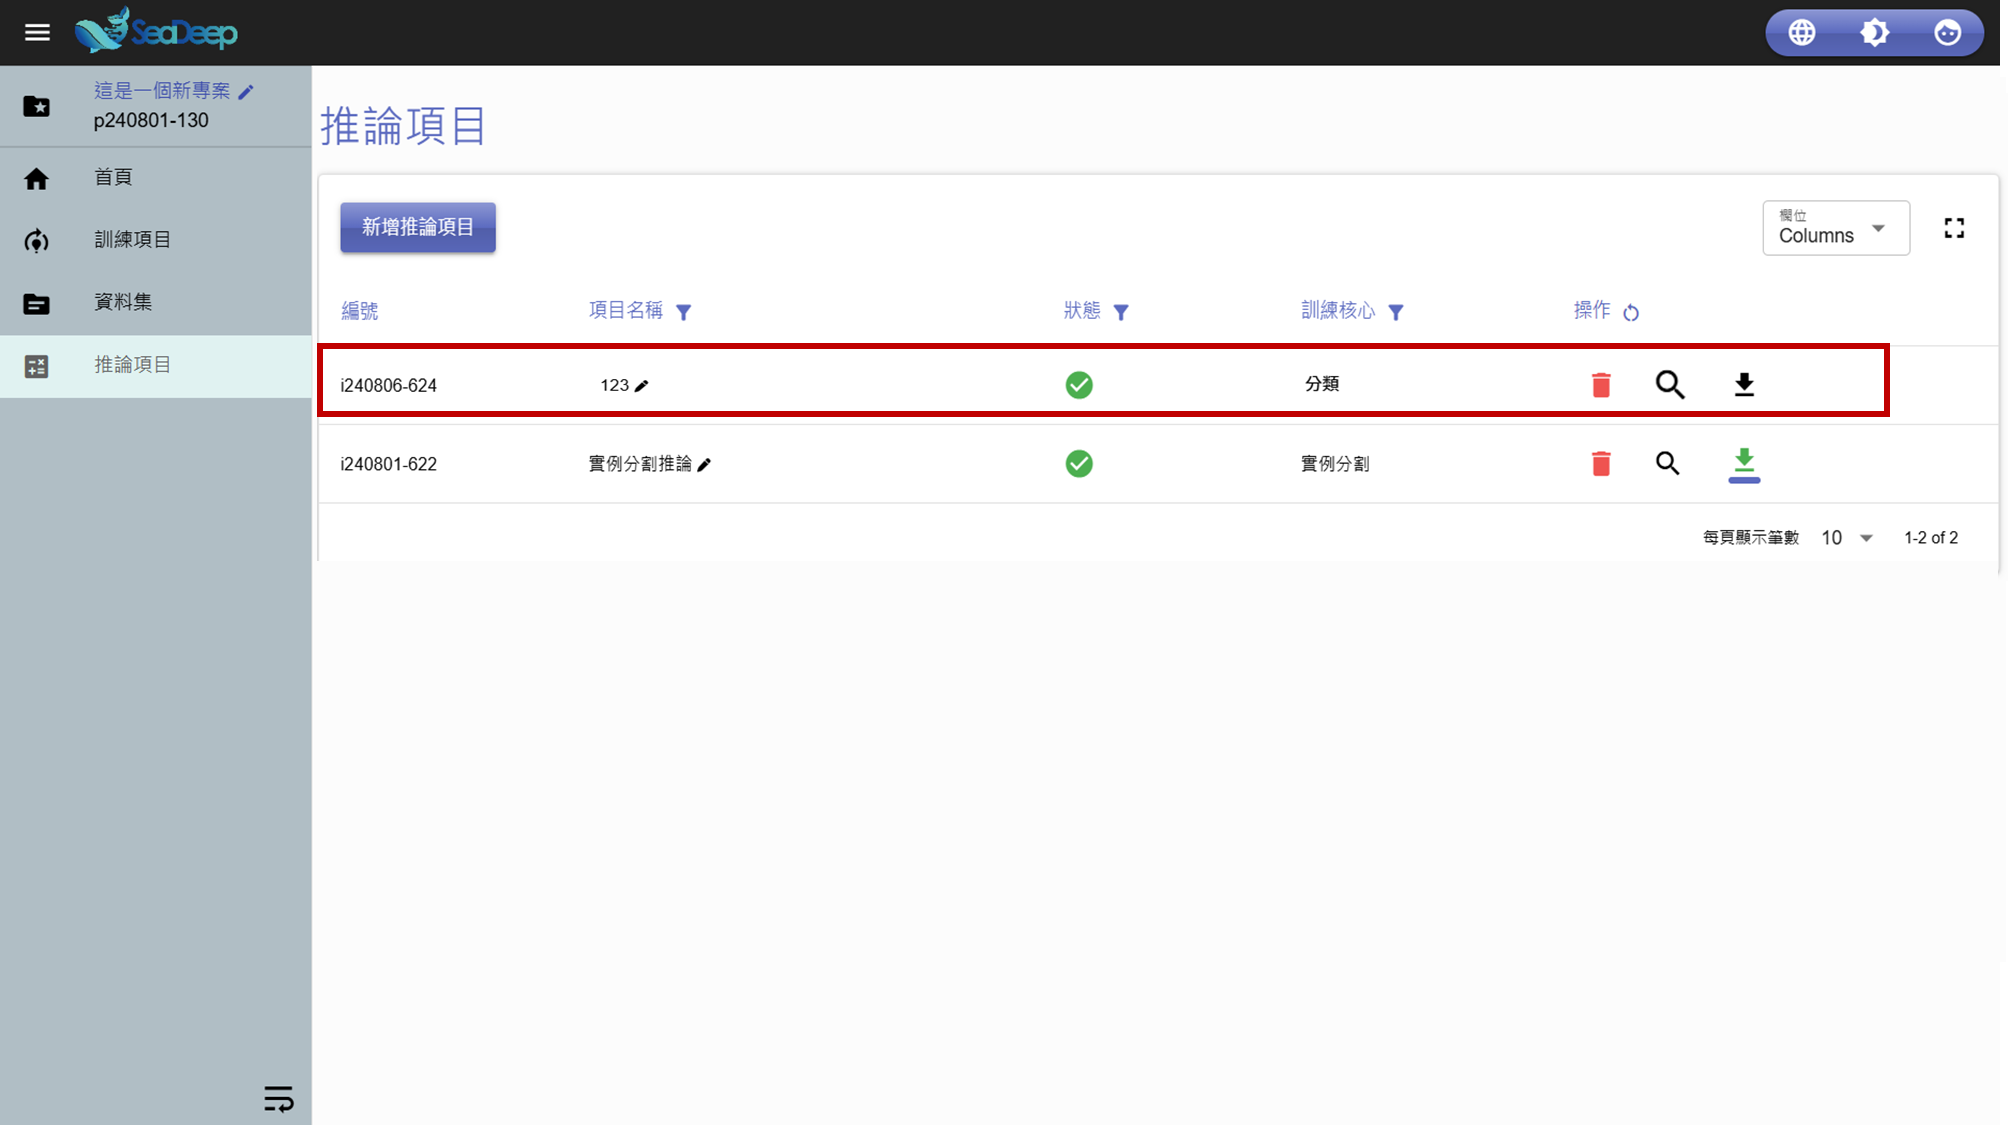 SeaDeep
這是一個新專案
p240801-130
首頁
訓練項目
資料集
推論項目
推論項目
新增推論項目
欄位
Columns
編號 項目名稱 狀態 訓練核心 操作
i240806-624 123 分類
i240801-622 實例分割推論 實例分割
每頁顯示筆數 10 1-2 of 2